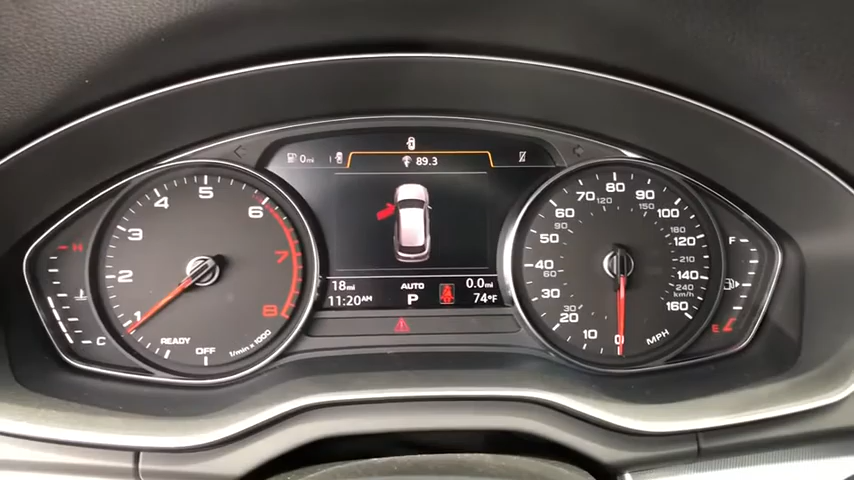 0mi
89.3
18mi
11:20AM
AUTO
P
0.0mi
74°F
1
2
3
4
5
6
7
8
READY
OFF
1/min x 1000
H
C
0
10
20
30
40
50
60
70
80
90
100
120
140
160
MPH
30
60
90
120
150
180
210
240
km/h
F